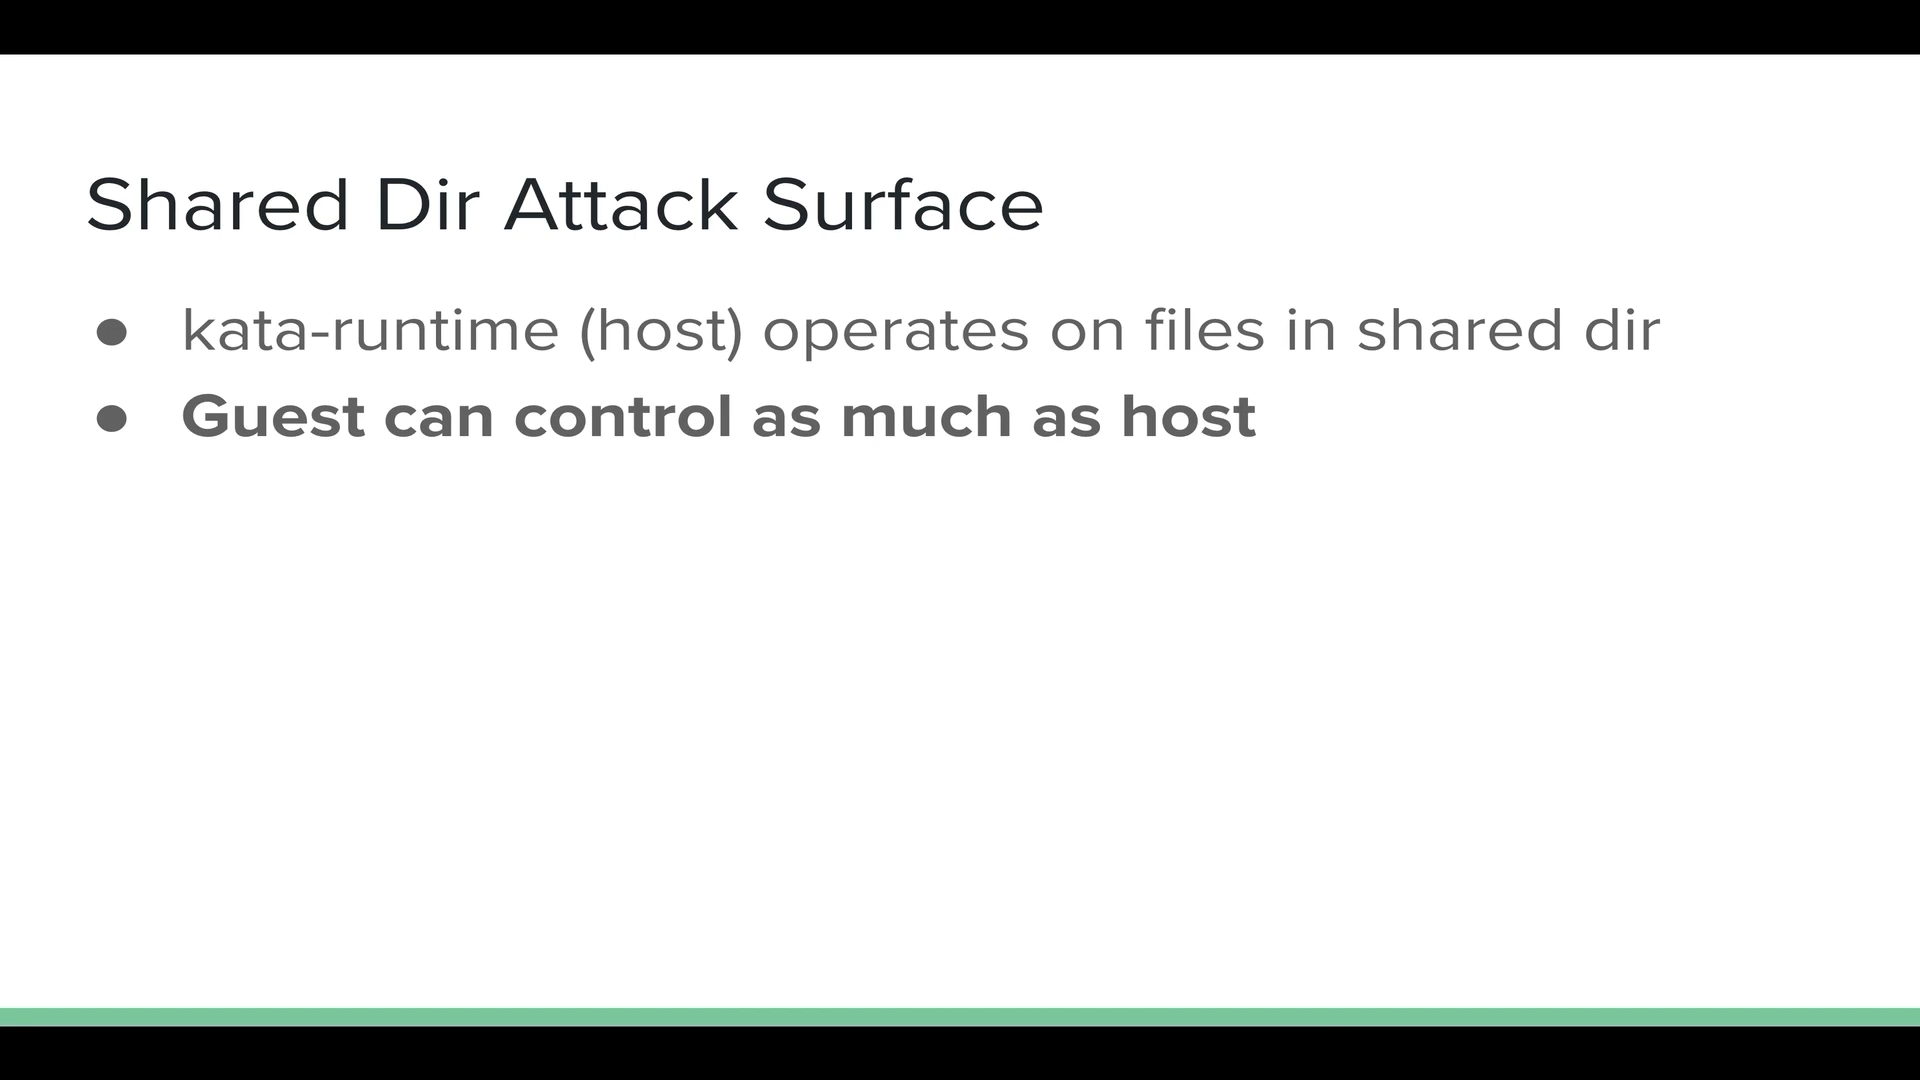 Shared Dir Attack Surface
● kata-runtime (host) operates on files in shared dir
● Guest can control as much as host